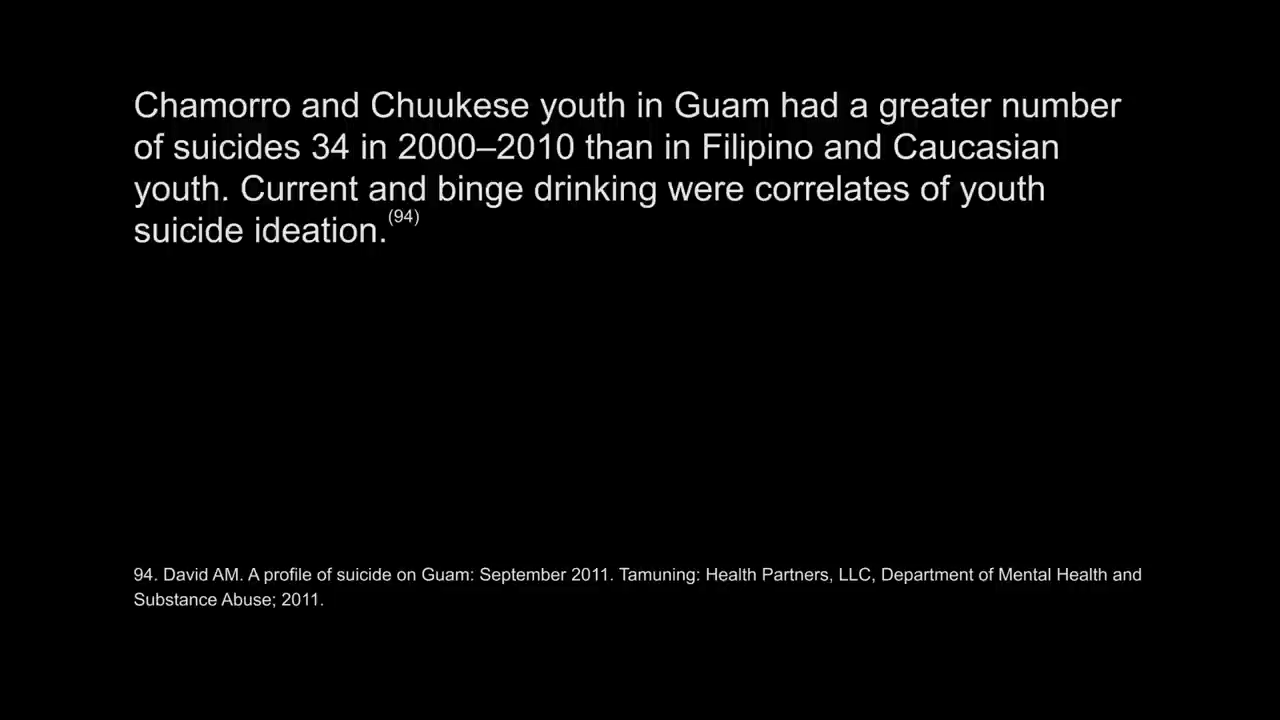 Chamorro and Chuukese youth in Guam had a greater number
of suicides 34 in 2000–2010 than in Filipino and Caucasian
youth. Current and binge drinking were correlates of youth
suicide ideation.(94)
94. David AM. A profile of suicide on Guam: September 2011. Tamuning: Health Partners, LLC, Department of Mental Health and
Substance Abuse; 2011.